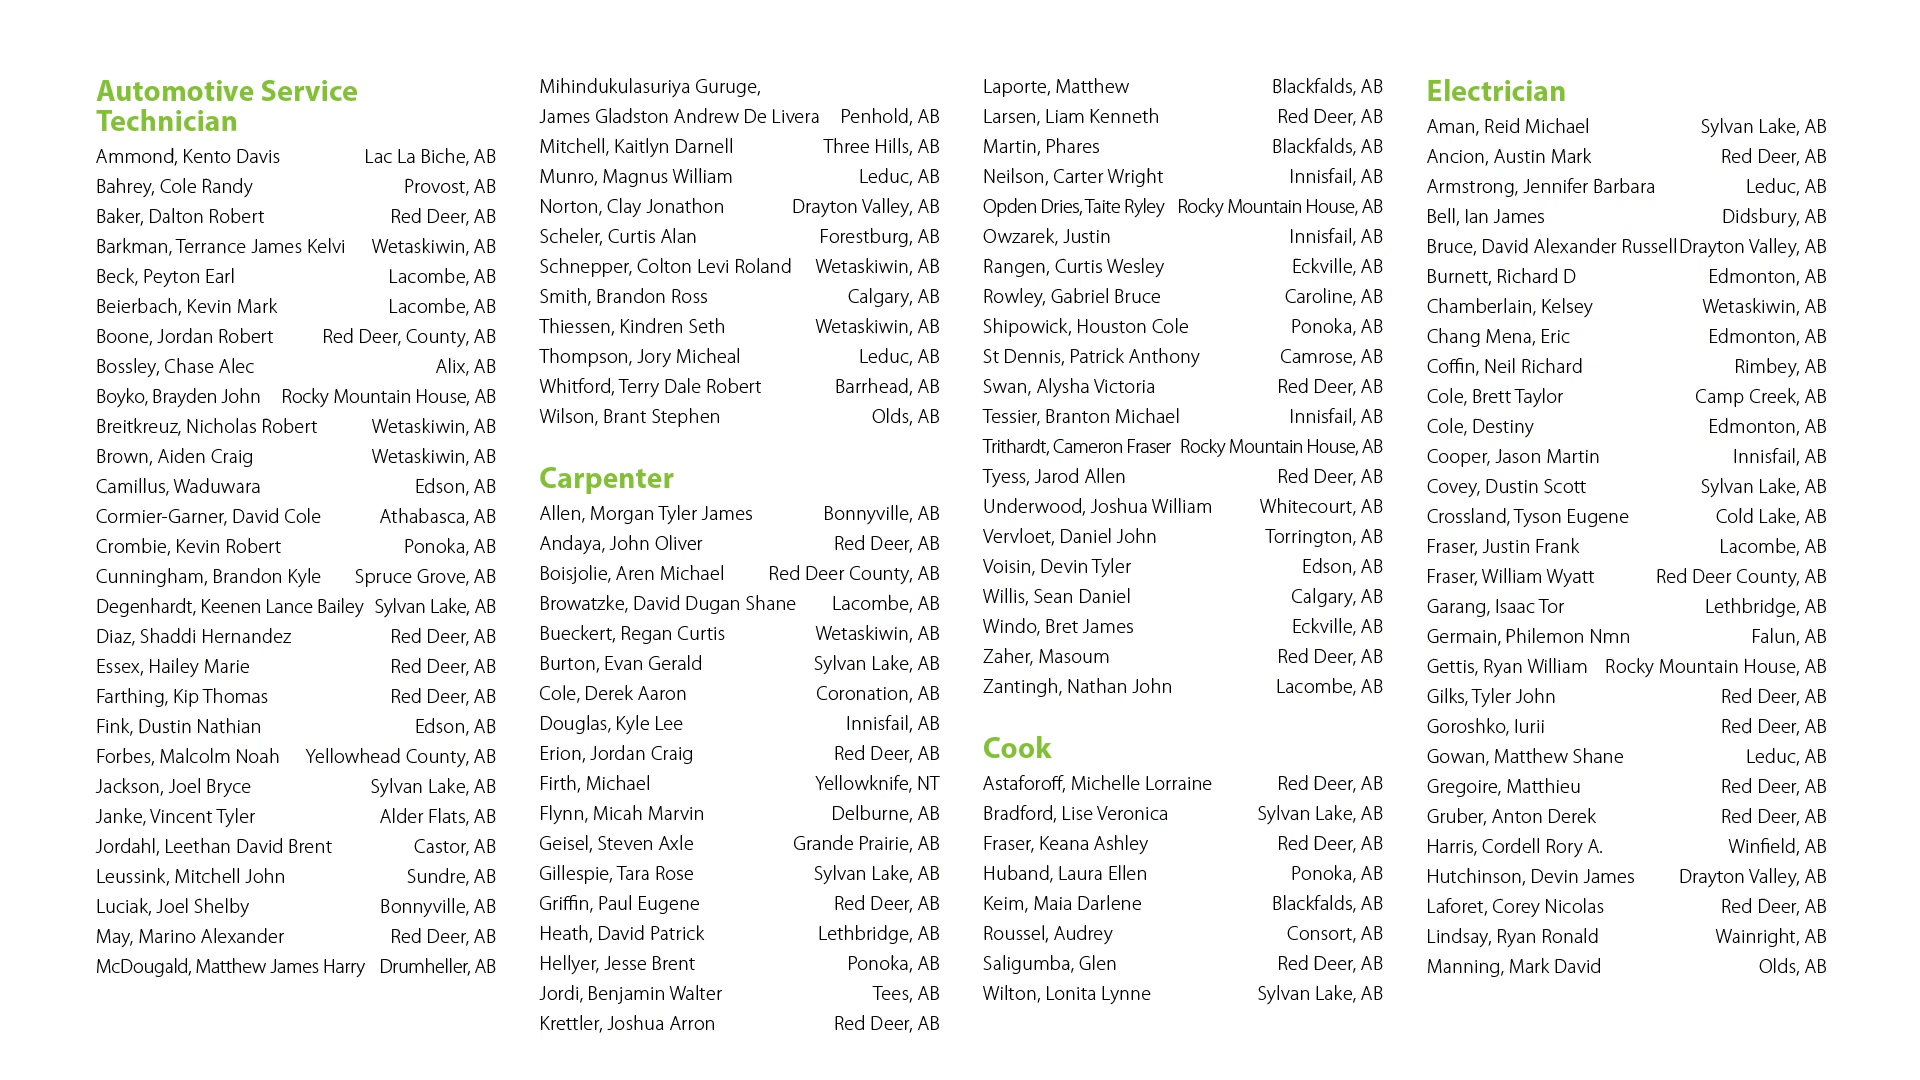 Automotive Service
Technician
Ammond, Kento Davis Lac La Biche, AB
Bahrey, Cole Randy Provost, AB
Baker, Dalton Robert Red Deer, AB
Barkman, Terrance James Kelvi Wetaskiwin, AB
Beck, Peyton Earl Lacombe, AB
Beierbach, Kevin Mark Lacombe, AB
Boone, Jordan Robert Red Deer, County, AB
Bossley, Chase Alec Alix, AB
Boyko, Brayden John Rocky Mountain House, AB
Breitkreuz, Nicholas Robert Wetaskiwin, AB
Brown, Aiden Craig Wetaskiwin, AB
Camillus, Waduwara Edson, AB
Cormier-Garner, David Cole Athabasca, AB
Crombie, Kevin Robert Ponoka, AB
Cunningham, Brandon Kyle Spruce Grove, AB
Degenhardt, Keenen Lance Bailey Sylvan Lake, AB
Diaz, Shaddi Hernandez Red Deer, AB
Essex, Hailey Marie Red Deer, AB
Farthing, Kip Thomas Red Deer, AB
Fink, Dustin Nathian Edson, AB
Forbes, Malcolm Noah Yellowhead County, AB
Jackson, Joel Bryce Sylvan Lake, AB
Janke, Vincent Tyler Alder Flats, AB
Jordahl, Leethan David Brent Castor, AB
Leussink, Mitchell John Sundre, AB
Luciak, Joel Shelby Bonnyville, AB
May, Marino Alexander Red Deer, AB
McDougald, Matthew James Harry Drumheller, AB
Mihindukulasuriya Guruge,
James Gladston Andrew De Livera Penhold, AB
Mitchell, Kaitlyn Darnell Three Hills, AB
Munro, Magnus William Leduc, AB
Norton, Clay Jonathon Drayton Valley, AB
Scheler, Curtis Alan Forestburg, AB
Schnepper, Colton Levi Roland Wetaskiwin, AB
Smith, Brandon Ross Calgary, AB
Thiessen, Kindren Seth Wetaskiwin, AB
Thompson, Jory Micheal Leduc, AB
Whitford, Terry Dale Robert Barrhead, AB
Wilson, Brant Stephen Olds, AB
Carpenter
Allen, Morgan Tyler James Bonnyville, AB
Andaya, John Oliver Red Deer, AB
Boisjolie, Aren Michael Red Deer County, AB
Browatzke, David Dugan Shane Lacombe, AB
Bueckert, Regan Curtis Wetaskiwin, AB
Burton, Evan Gerald Sylvan Lake, AB
Cole, Derek Aaron Coronation, AB
Douglas, Kyle Lee Innisfail, AB
Erion, Jordan Craig Red Deer, AB
Firth, Michael Yellowknife, NT
Flynn, Micah Marvin Delburne, AB
Geisel, Steven Axle Grande Prairie, AB
Gillespie, Tara Rose Sylvan Lake, AB
Griffin, Paul Eugene Red Deer, AB
Heath, David Patrick Lethbridge, AB
Hellyer, Jesse Brent Ponoka, AB
Jordi, Benjamin Walter Tees, AB
Krettler, Joshua Arron Red Deer, AB
Laporte, Matthew Blackfalds, AB
Larsen, Liam Kenneth Red Deer, AB
Martin, Phares Blackfalds, AB
Neilson, Carter Wright Innisfail, AB
Opden Dries, Taite Ryley Rocky Mountain House, AB
Owzarek, Justin Innisfail, AB
Rangen, Curtis Wesley Eckville, AB
Rowley, Gabriel Bruce Caroline, AB
Shipowick, Houston Cole Ponoka, AB
St Dennis, Patrick Anthony Camrose, AB
Swan, Alysha Victoria Red Deer, AB
Tessier, Branton Michael Innisfail, AB
Trithardt, Cameron Fraser Rocky Mountain House, AB
Tyess, Jarod Allen Red Deer, AB
Underwood, Joshua William Whitecourt, AB
Vervloet, Daniel John Torrington, AB
Voisin, Devin Tyler Edson, AB
Willis, Sean Daniel Calgary, AB
Windo, Bret James Eckville, AB
Zaher, Masoum Red Deer, AB
Zantingh, Nathan John Lacombe, AB
Cook
Astaforoff, Michelle Lorraine Red Deer, AB
Bradford, Lise Veronica Sylvan Lake, AB
Fraser, Keana Ashley Red Deer, AB
Huband, Laura Ellen Ponoka, AB
Keim, Maia Darlene Blackfalds, AB
Roussel, Audrey Consort, AB
Saligumba, Glen Red Deer, AB
Wilton, Lonita Lynne Sylvan Lake, AB
Electrician
Aman, Reid Michael Sylvan Lake, AB
Ancion, Austin Mark Red Deer, AB
Armstrong, Jennifer Barbara Leduc, AB
Bell, Ian James Didsbury, AB
Bruce, David Alexander Russell Drayton Valley, AB
Burnett, Richard D Edmonton, AB
Chamberlain, Kelsey Wetaskiwin, AB
Chang Mena, Eric Edmonton, AB
Coffin, Neil Richard Rimbey, AB
Cole, Brett Taylor Camp Creek, AB
Cole, Destiny Edmonton, AB
Cooper, Jason Martin Innisfail, AB
Covey, Dustin Scott Sylvan Lake, AB
Crossland, Tyson Eugene Cold Lake, AB
Fraser, Justin Frank Lacombe, AB
Fraser, William Wyatt Red Deer County, AB
Garang, Isaac Tor Lethbridge, AB
Germain, Philemon Nmn Falun, AB
Gettis, Ryan William Rocky Mountain House, AB
Gilks, Tyler John Red Deer, AB
Goroshko, Iurii Red Deer, AB
Gowan, Matthew Shane Leduc, AB
Gregoire, Matthieu Red Deer, AB
Gruber, Anton Derek Red Deer, AB
Harris, Cordell Rory A. Winfield, AB
Hutchinson, Devin James Drayton Valley, AB
Laforet, Corey Nicolas Red Deer, AB
Lindsay, Ryan Ronald Wainright, AB
Manning, Mark David Olds, AB